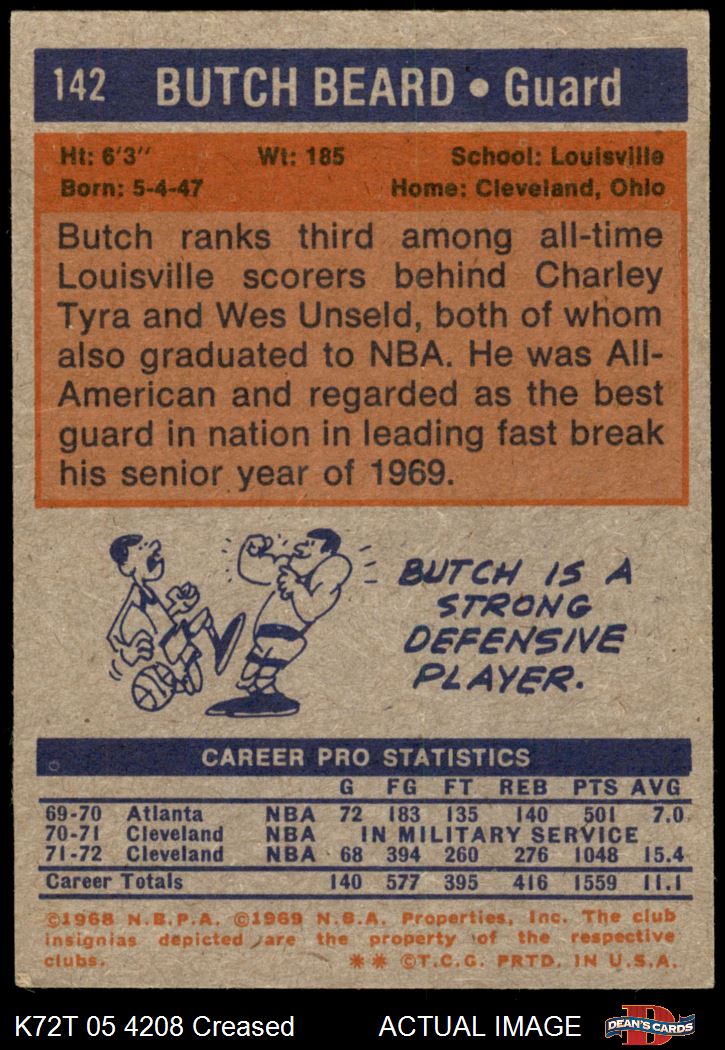 142 BUTCH BEARD • Guard
Ht: 6'3" Wt: 185 School: Louisville
Born: 5-4-47 Home: Cleveland, Ohio
Butch ranks third among all-time
Louisville scorers behind Charley
Tyra and Wes Unseld, both of whom
also graduated to NBA. He was All-
American and regarded as the best
guard in nation in leading fast break
his senior year of 1969.
BUTCH IS A
STRONG
DEFENSIVE
PLAYER.
CAREER PRO STATISTICS
G FG FT REB PTS AVG
69-70 Atlanta NBA 72 183 135 140 501 7.0
70-71 Cleveland NBA IN MILITARY SERVICE
71-72 Cleveland NBA 68 394 260 276 1048 15.4
Career Totals 140 577 395 416 1559 11.1
©1968 N.B.P.A. ©1969 N.B.A. Properties, Inc. The club
insignias depicted are the property of the respective
clubs. ** ©T.C.G. PRTD. IN U.S.A.
K72T 05 4208 Creased ACTUAL IMAGE
D
DEAN'S CARDS